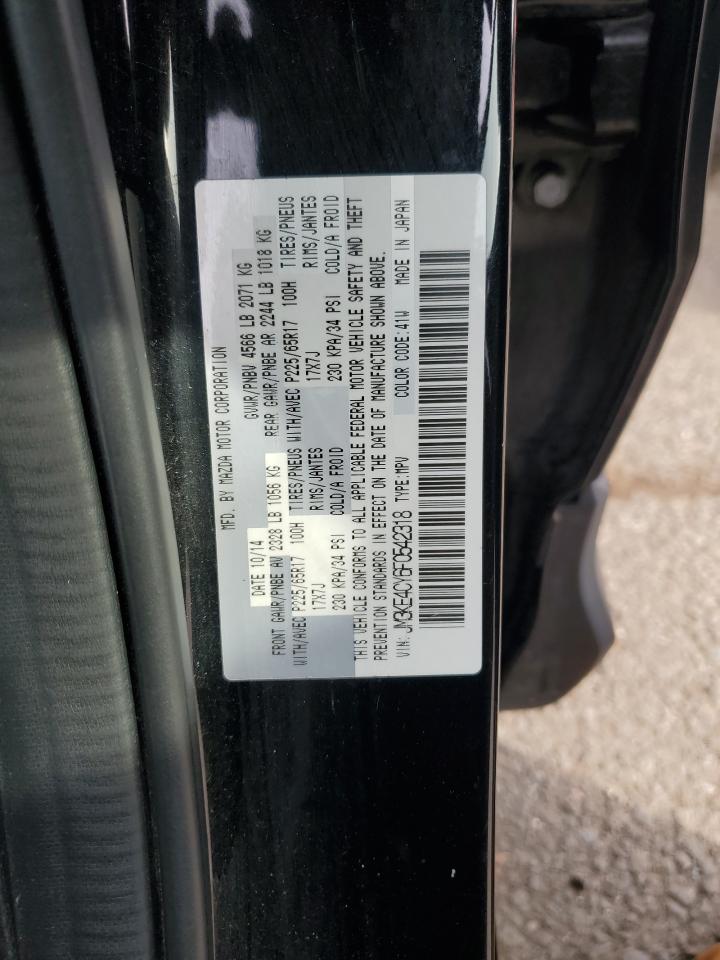 MFD. BY MAZDA MOTOR CORPORATION
DATE 10/14 GVWR/PNBV 4566 LB 2071 KG
FRONT GAWR/PNBE AV 2328 LB 1056 KG REAR GAWR/PNBE AR 2244 LB 1018 KG
WITH/AVEC P225/65R17 100H TIRES/PNEUS WITH/AVEC P225/65R17 100H TIRES/PNEUS
17X7J RIMS/JANTES 17X7J RIMS/JANTES
230 KPA/34 PSI COLD/A FROID 230 KPA/34 PSI COLD/A FROID
THIS VEHICLE CONFORMS TO ALL APPLICABLE FEDERAL MOTOR VEHICLE SAFETY AND THEFT
PREVENTION STANDARDS IN EFFECT ON THE DATE OF MANUFACTURE SHOWN ABOVE.
VIN: JM3KE4CY6F0542318 TYPE:MPV COLOR CODE:41W MADE IN JAPAN